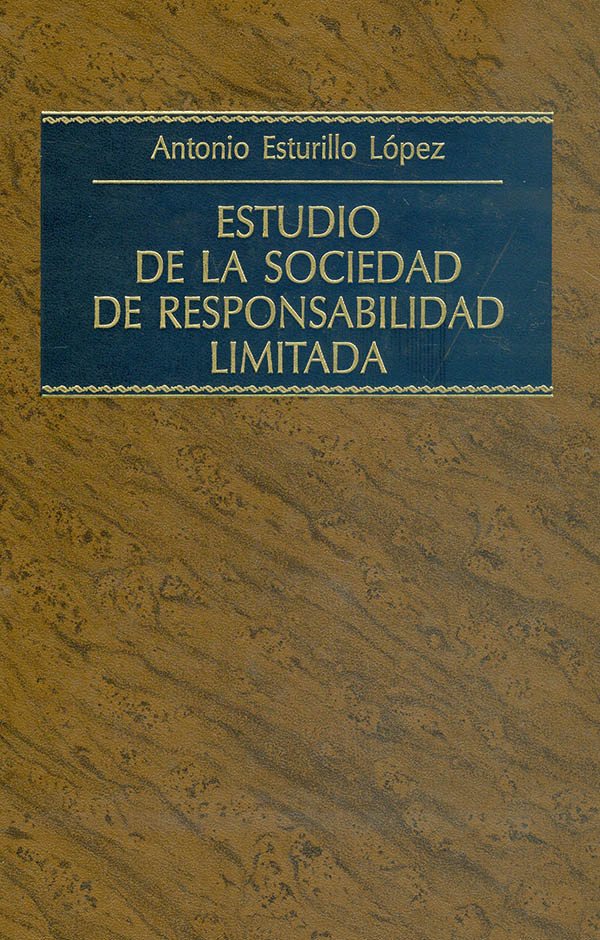 Antonio Esturillo López
ESTUDIO
DE LA SOCIEDAD
DE RESPONSABILIDAD
LIMITADA